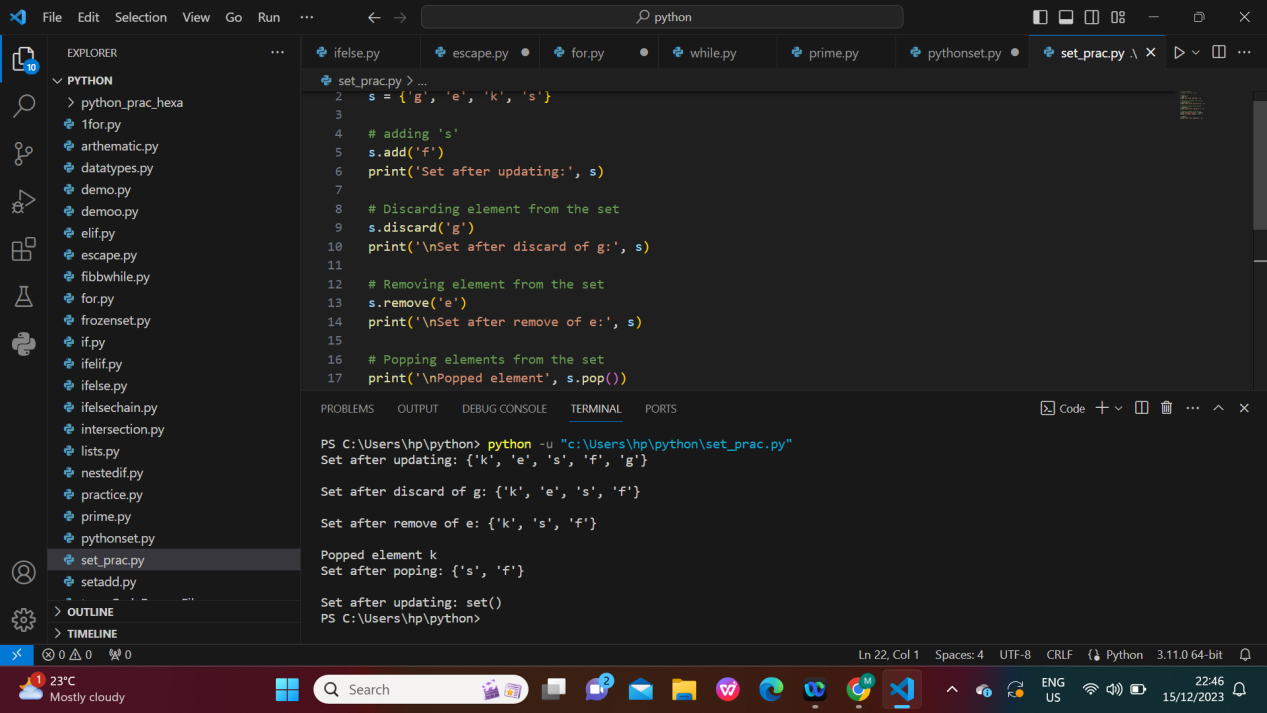 File Edit Selection View Go Run ···
python
EXPLORER ···
ifelse.py escape.py for.py while.py prime.py pythonset.py set_prac.py .\
set_prac.py > ...
PYTHON
python_prac_hexa
1for.py
arthematic.py
datatypes.py
demo.py
demoo.py
elif.py
escape.py
fibbwhile.py
for.py
frozenset.py
if.py
ifelif.py
ifelse.py
ifelsechain.py
intersection.py
lists.py
nestedif.py
practice.py
prime.py
pythonset.py
set_prac.py
setadd.py
OUTLINE
TIMELINE
10
2 s = {'g', 'e', 'k', 's'}
3
4 # adding 's'
5 s.add('f')
6 print('Set after updating:', s)
7
8 # Discarding element from the set
9 s.discard('g')
10 print('\nSet after discard of g:', s)
11
12 # Removing element from the set
13 s.remove('e')
14 print('\nSet after remove of e:', s)
15
16 # Popping elements from the set
17 print('\nPopped element', s.pop())
PROBLEMS OUTPUT DEBUG CONSOLE TERMINAL PORTS
Code
PS C:\Users\hp\python> python -u "c:\Users\hp\python\set_prac.py"
Set after updating: {'k', 'e', 's', 'f', 'g'}
Set after discard of g: {'k', 'e', 's', 'f'}
Set after remove of e: {'k', 's', 'f'}
Popped element k
Set after poping: {'s', 'f'}
Set after updating: set()
PS C:\Users\hp\python>
0 0 0
Ln 22, Col 1 Spaces: 4 UTF-8 CRLF Python 3.11.0 64-bit
1
23°C
Mostly cloudy
Search
2
M
ENG
US
22:46
15/12/2023